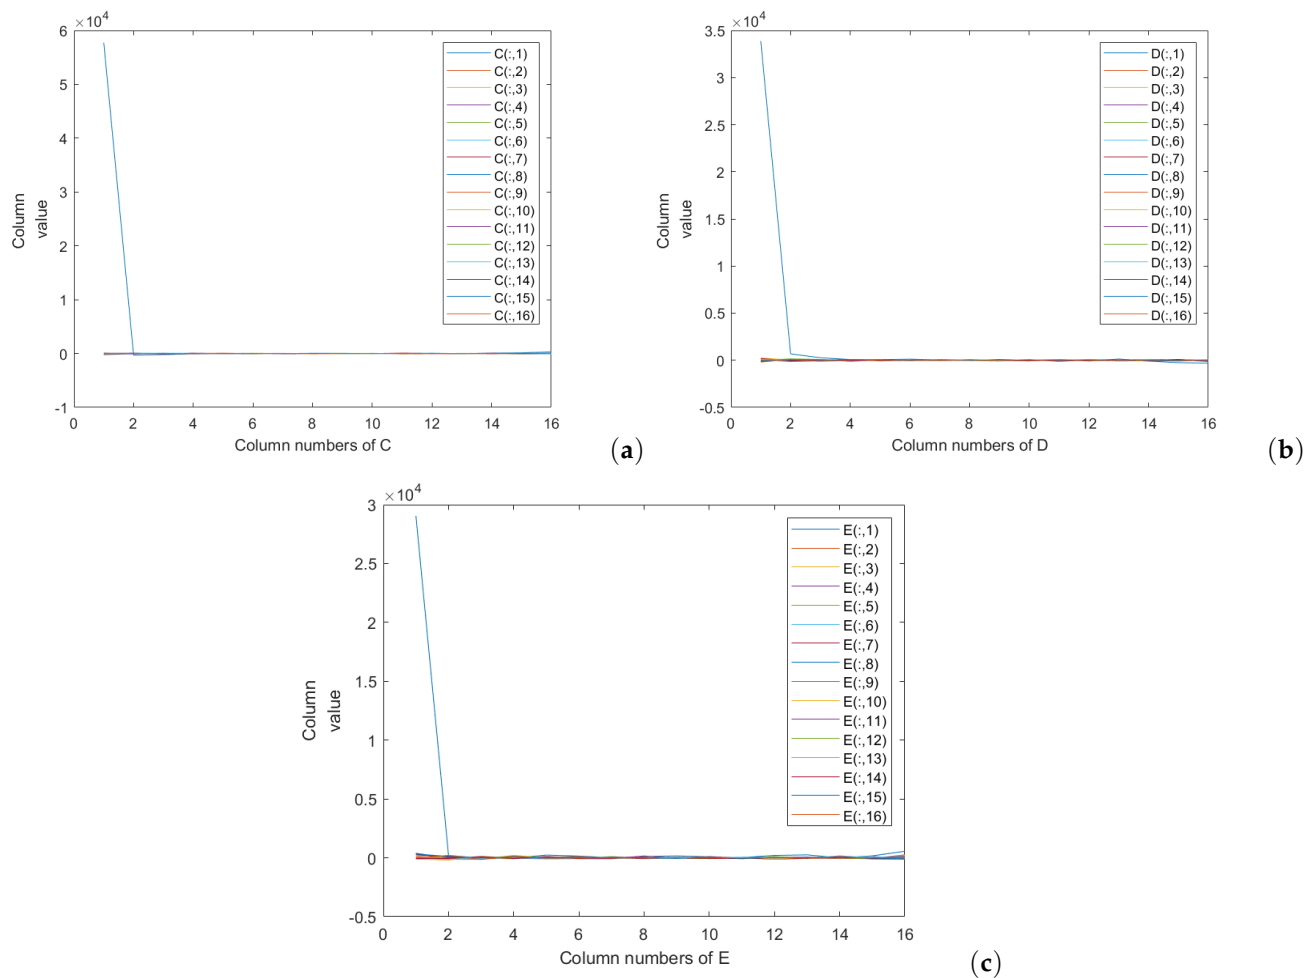 ×10⁴
6
5
4
3
2
1
0
-1
0 2 4 6 8 10 12 14 16
Column
value
Column numbers of C
C(:,1)
C(:,2)
C(:,3)
C(:,4)
C(:,5)
C(:,6)
C(:,7)
C(:,8)
C(:,9)
C(:,10)
C(:,11)
C(:,12)
C(:,13)
C(:,14)
C(:,15)
C(:,16)
(a)
×10⁴
3.5
3
2.5
2
1.5
1
0.5
0
-0.5
0 2 4 6 8 10 12 14 16
Column
value
Column numbers of D
D(:,1)
D(:,2)
D(:,3)
D(:,4)
D(:,5)
D(:,6)
D(:,7)
D(:,8)
D(:,9)
D(:,10)
D(:,11)
D(:,12)
D(:,13)
D(:,14)
D(:,15)
D(:,16)
(b)
×10⁴
3
2.5
2
1.5
1
0.5
0
-0.5
0 2 4 6 8 10 12 14 16
Column
value
Column numbers of E
E(:,1)
E(:,2)
E(:,3)
E(:,4)
E(:,5)
E(:,6)
E(:,7)
E(:,8)
E(:,9)
E(:,10)
E(:,11)
E(:,12)
E(:,13)
E(:,14)
E(:,15)
E(:,16)
(c)